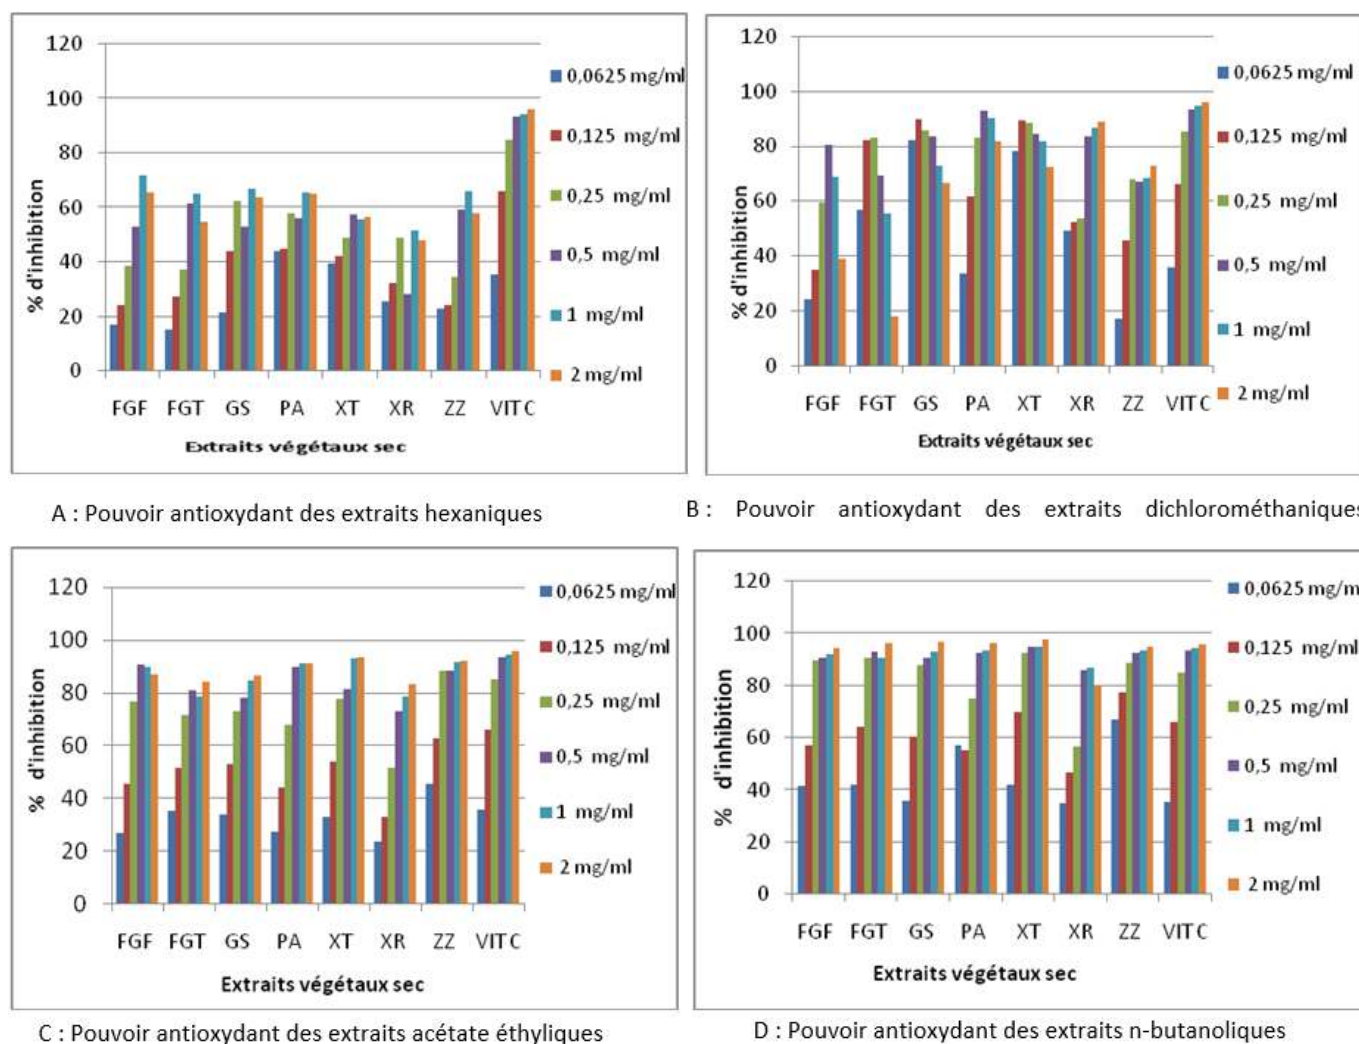 120
100
80
60
40
20
0
% d'inhibition
FGF FGT GS PA XT XR ZZ VITC
Extraits végétaux sec
0,0625 mg/ml
0,125 mg/ml
0,25 mg/ml
0,5 mg/ml
1 mg/ml
2 mg/ml
A : Pouvoir antioxydant des extraits hexaniques
120
100
80
60
40
20
0
% d'inhibition
FGF FGT GS PA XT XR ZZ VITC
Extraits végétaux sec
0,0625 mg/ml
0,125 mg/ml
0,25 mg/ml
0,5 mg/ml
1 mg/ml
2 mg/ml
B : Pouvoir antioxydant des extraits dichlorométhaniques
120
100
80
60
40
20
0
% d'inhibition
FGF FGT GS PA XT XR ZZ VITC
Extraits végétaux sec
0,0625 mg/ml
0,125 mg/ml
0,25 mg/ml
0,5 mg/ml
1 mg/ml
2 mg/ml
C : Pouvoir antioxydant des extraits acétate éthyliques
120
100
80
60
40
20
0
% d'inhibition
FGF FGT GS PA XT XR ZZ VITC
Extraits végétaux sec
0,0625 mg/m
0,125 mg/ml
0,25 mg/ml
0,5 mg/ml
1 mg/ml
2 mg/ml
D : Pouvoir antioxydant des extraits n-butanoliques